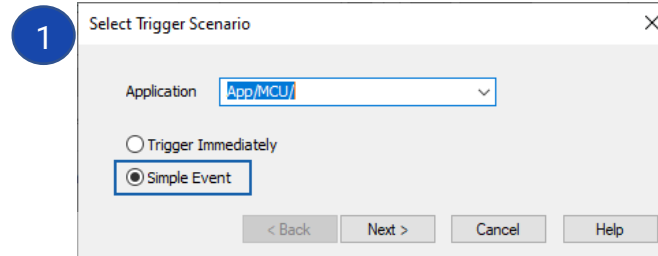 1
Select Trigger Scenario
Application App/MCU/
Trigger Immediately
Simple Event
< Back Next > Cancel Help